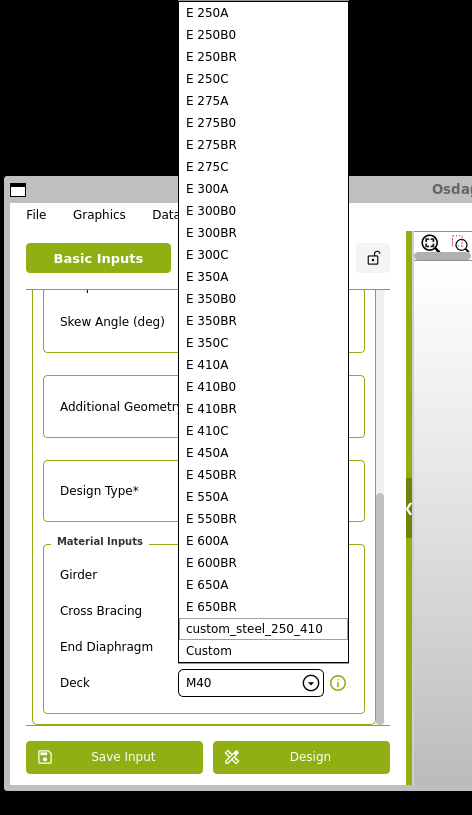 E 250A
E 250B0
E 250BR
E 250C
E 275A
E 275B0
E 275BR
E 275C
E 300A
E 300B0
E 300BR
E 300C
E 350A
E 350B0
E 350BR
E 350C
E 410A
E 410B0
E 410BR
E 410C
E 450A
E 450BR
E 550A
E 550BR
E 600A
E 600BR
E 650A
E 650BR
custom_steel_250_410
Custom
Osda
File Graphics Data
Basic Inputs
Skew Angle (deg)
Additional Geometry
Design Type*
Material Inputs
Girder
Cross Bracing
End Diaphragm
Deck M40
Save Input Design